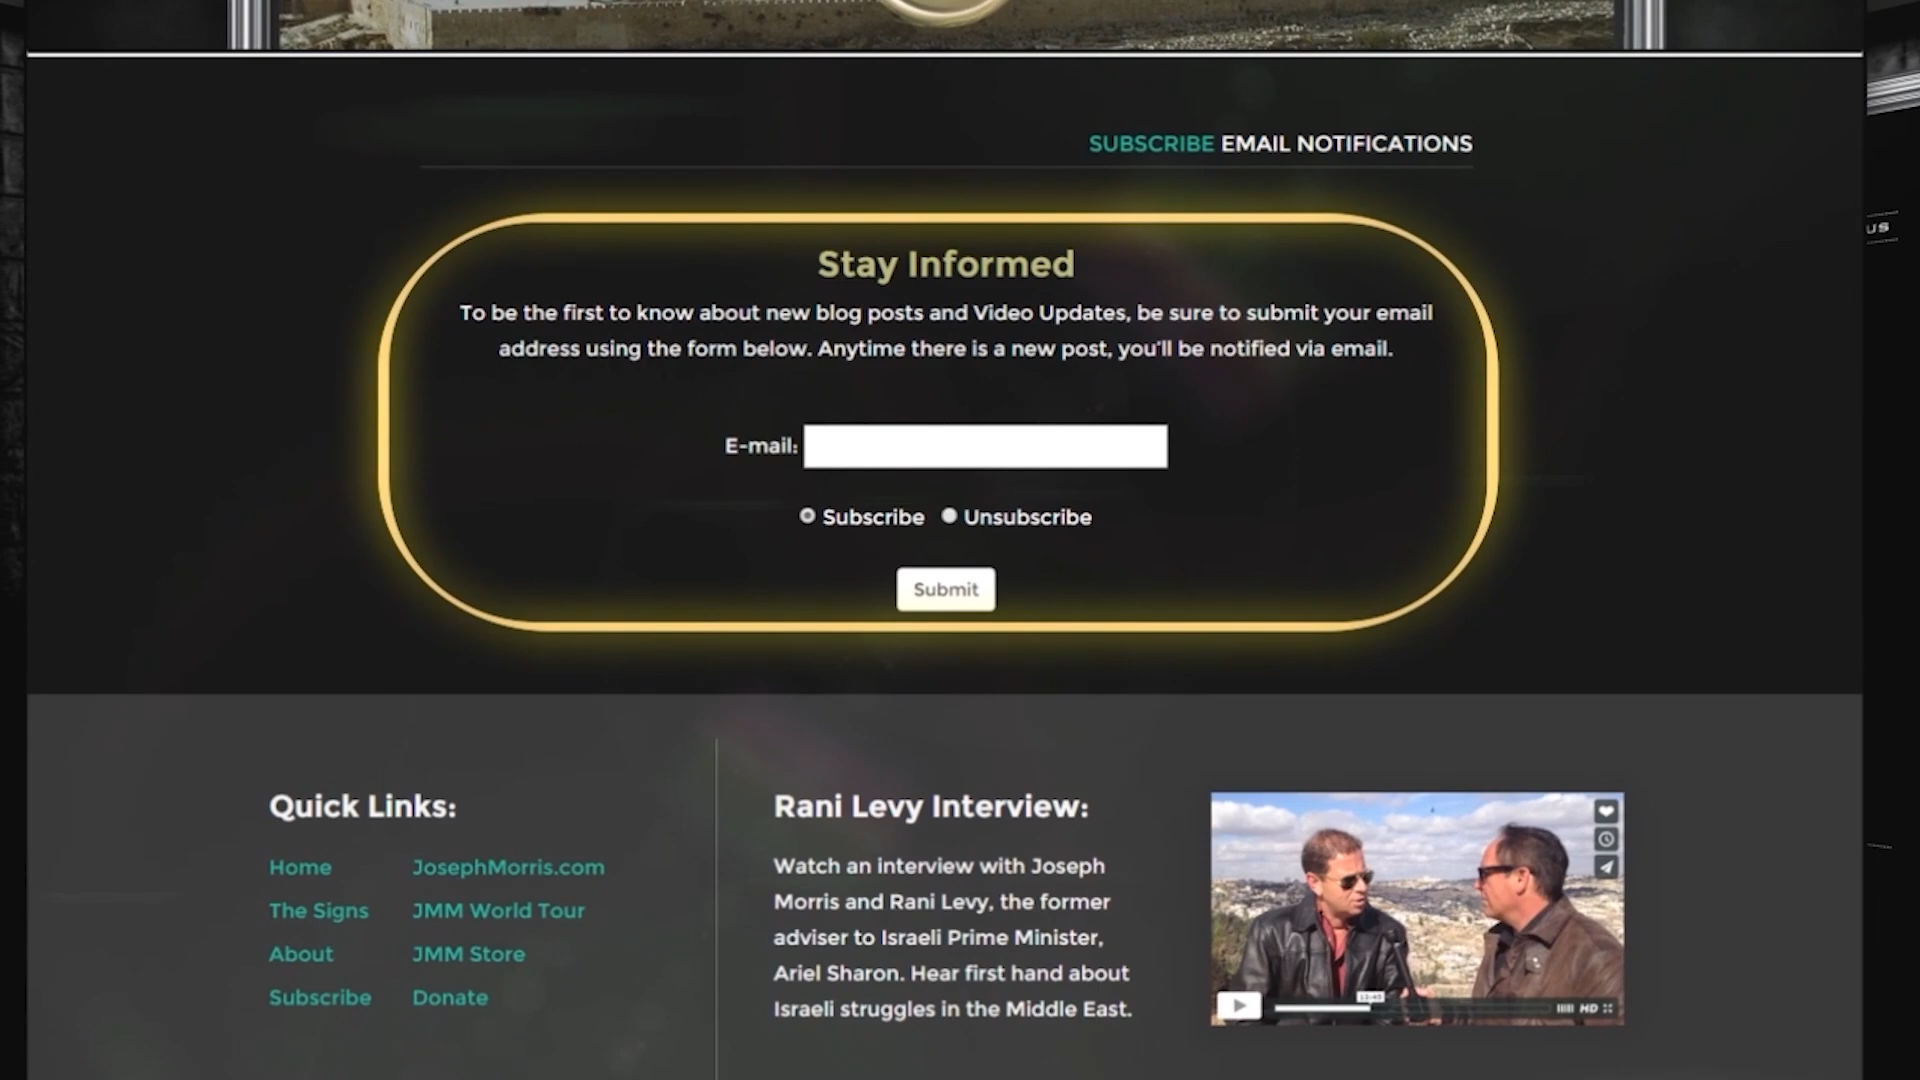 SUBSCRIBE EMAIL NOTIFICATIONS
US
Stay Informed
To be the first to know about new blog posts and Video Updates, be sure to submit your email
address using the form below. Anytime there is a new post, you'll be notified via email.
E-mail:
Subscribe Unsubscribe
Submit
Quick Links:
Home JosephMorris.com
The Signs JMM World Tour
About JMM Store
Subscribe Donate
Rani Levy Interview:
Watch an interview with Joseph
Morris and Rani Levy, the former
adviser to Israeli Prime Minister,
Ariel Sharon. Hear first hand about
Israeli struggles in the Middle East.
HD